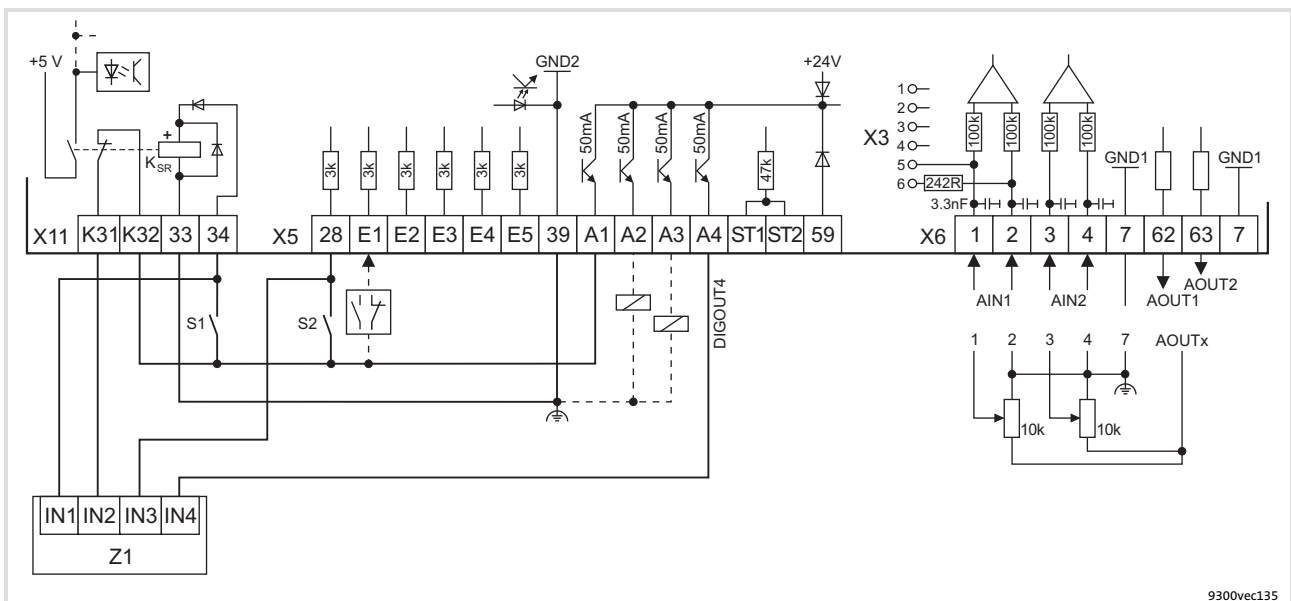 +5 V
+
K SR
GND2
+24V
3k 3k 3k 3k 3k 3k
50mA 50mA 50mA 50mA
47k
X3
1
2
3
4
5
6
242R
100k 100k 100k 100k
3.3nF
GND1 GND1
X11 K31 K32 33 34
X5 28 E1 E2 E3 E4 E5 39 A1 A2 A3 A4 ST1 ST2 59
X6 1 2 3 4 7 62 63 7
S1 S2
DIGOUT4
AIN1 AIN2 AOUT1 AOUT2
1 2 3 4 7 AOUTx
10k 10k
IN1 IN2 IN3 IN4
Z1
9300vec135